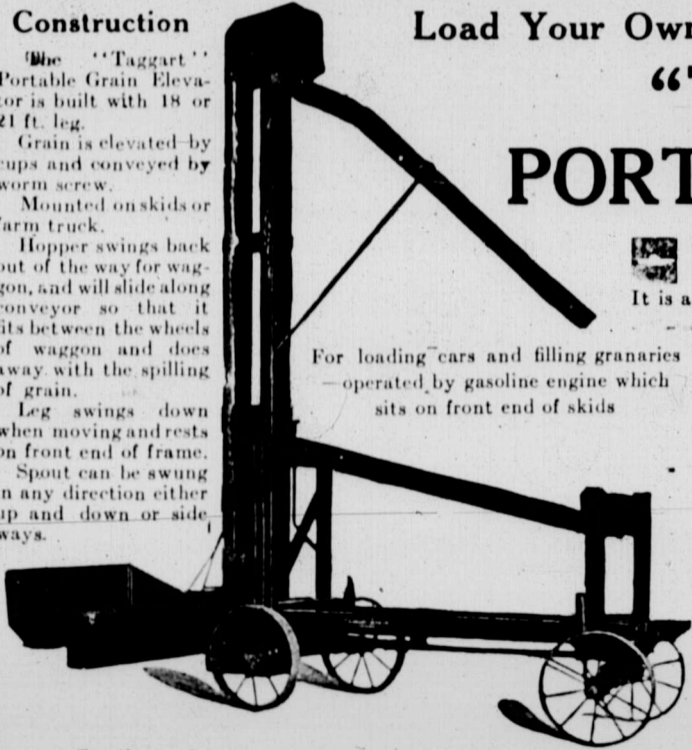 Construction
The "Taggart"
Portable Grain Eleva-
tor is built with 18 or
21 ft. leg.
Grain is elevated by
cups and conveyed by
worm screw.
Mounted on skids or
farm truck.
Hopper swings back
out of the way for wag-
gon, and will slide along
conveyor so that it
fits between the wheels
of waggon and does
away with the spilling
of grain.
Leg swings down
when moving and rests
on front end of frame.
Spout can be swung
in any direction either
up and down or side
ways.
Load Your Own
"T
PORT
It is a
For loading cars and filling granaries
—operated by gasoline engine which
sits on front end of skids